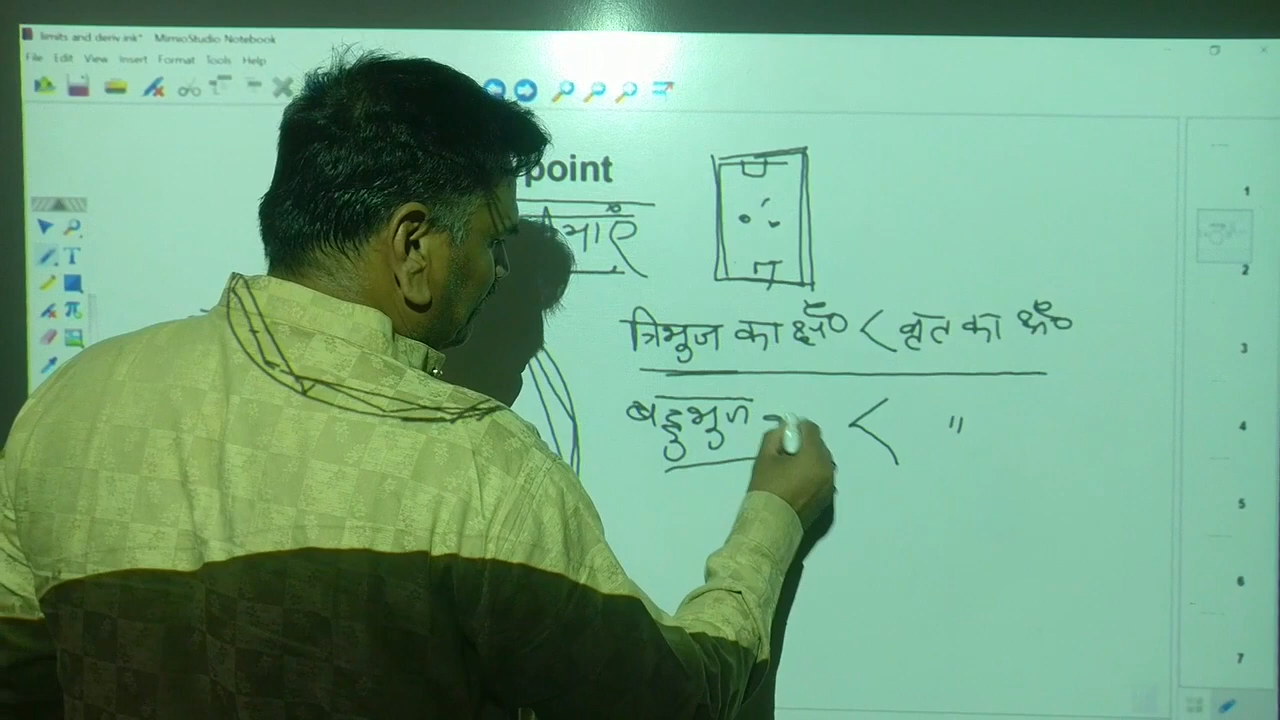 limits and deriv.ink* MimioStudio Notebook
File Edit View Insert Format Tools Help
point
त्रिभुज का क्षे० < वृत का क्षे०
बहुभुज < "
1
2
3
4
5
6
7